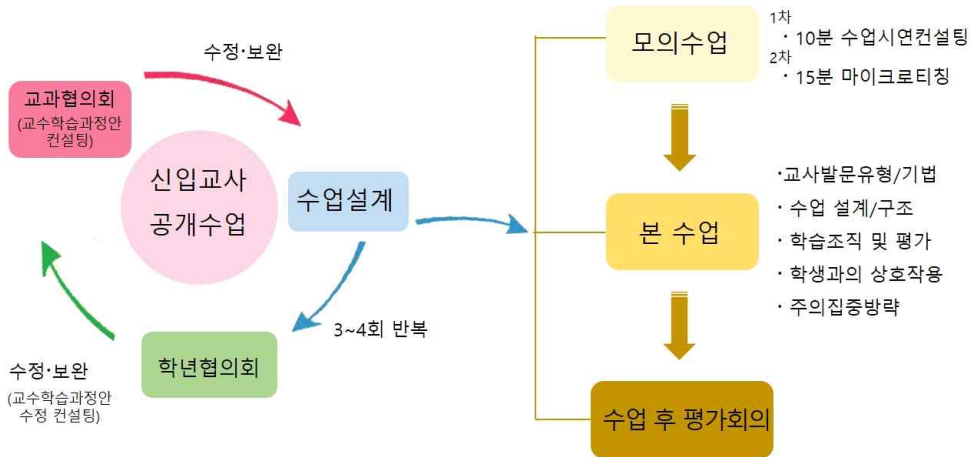 수정·보완
교과협의회
(교수학습과정안
컨설팅)
신입교사
공개수업
수업설계
3~4회 반복
학년협의회
수정·보완
(교수학습과정안
수정 컨설팅)
모의수업
1차
· 10분 수업시연컨설팅
2차
· 15분 마이크로티칭
본 수업
·교사발문유형/기법
· 수업 설계/구조
· 학습조직 및 평가
· 학생과의 상호작용
· 주의집중방략
수업 후 평가회의